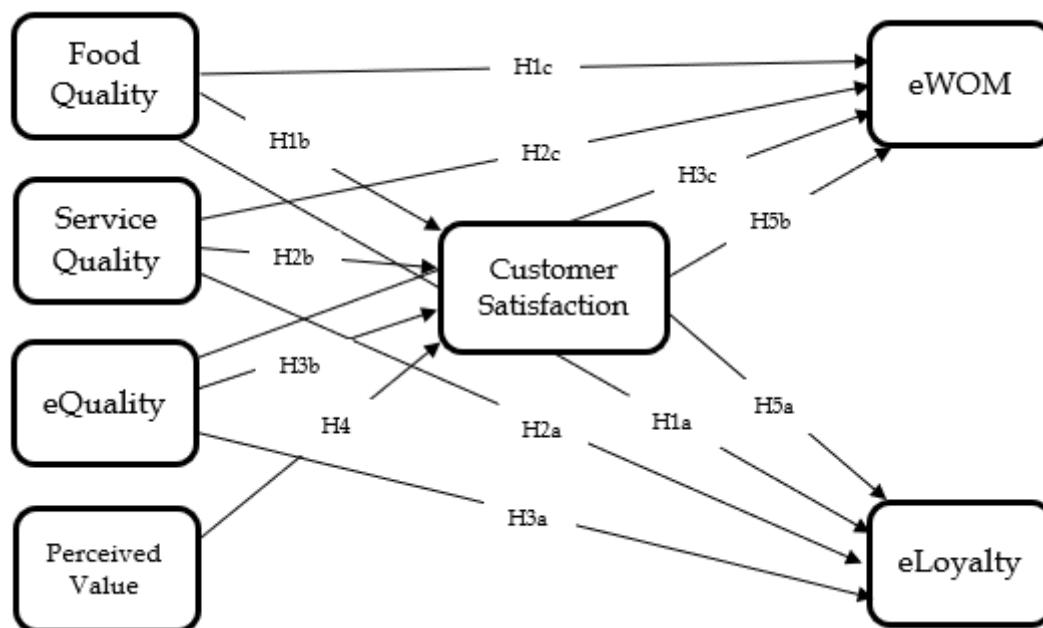 Food
Quality
eWOM
H1c
H1b
H2c
H3c
Service
Quality
H5b
H2b
Customer
Satisfaction
eQuality
H3b
H5a
H4
H2a
H1a
H3a
Perceived
Value
eLoyalty